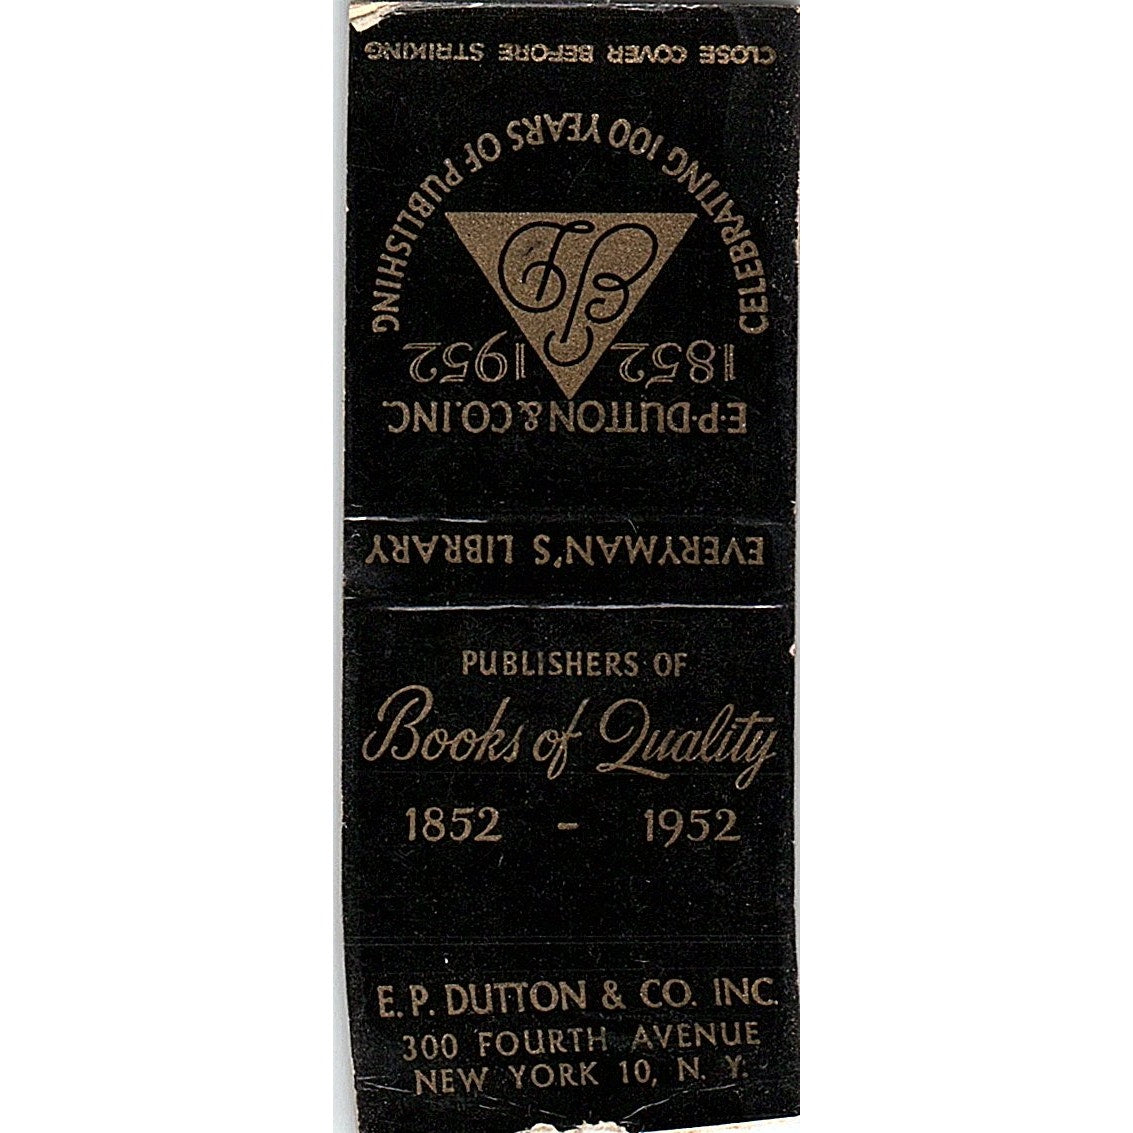 CLOSE COVER BEFORE STRIKING
CELEBRATING 100 YEARS OF PUBLISHING
1852 1952
E·P·DUTTON & CO. INC.
EVERYMAN'S LIBRARY
PUBLISHERS OF
Books of Quality
1852 - 1952
E. P. DUTTON & CO. INC.
300 FOURTH AVENUE
NEW YORK 10, N. Y.